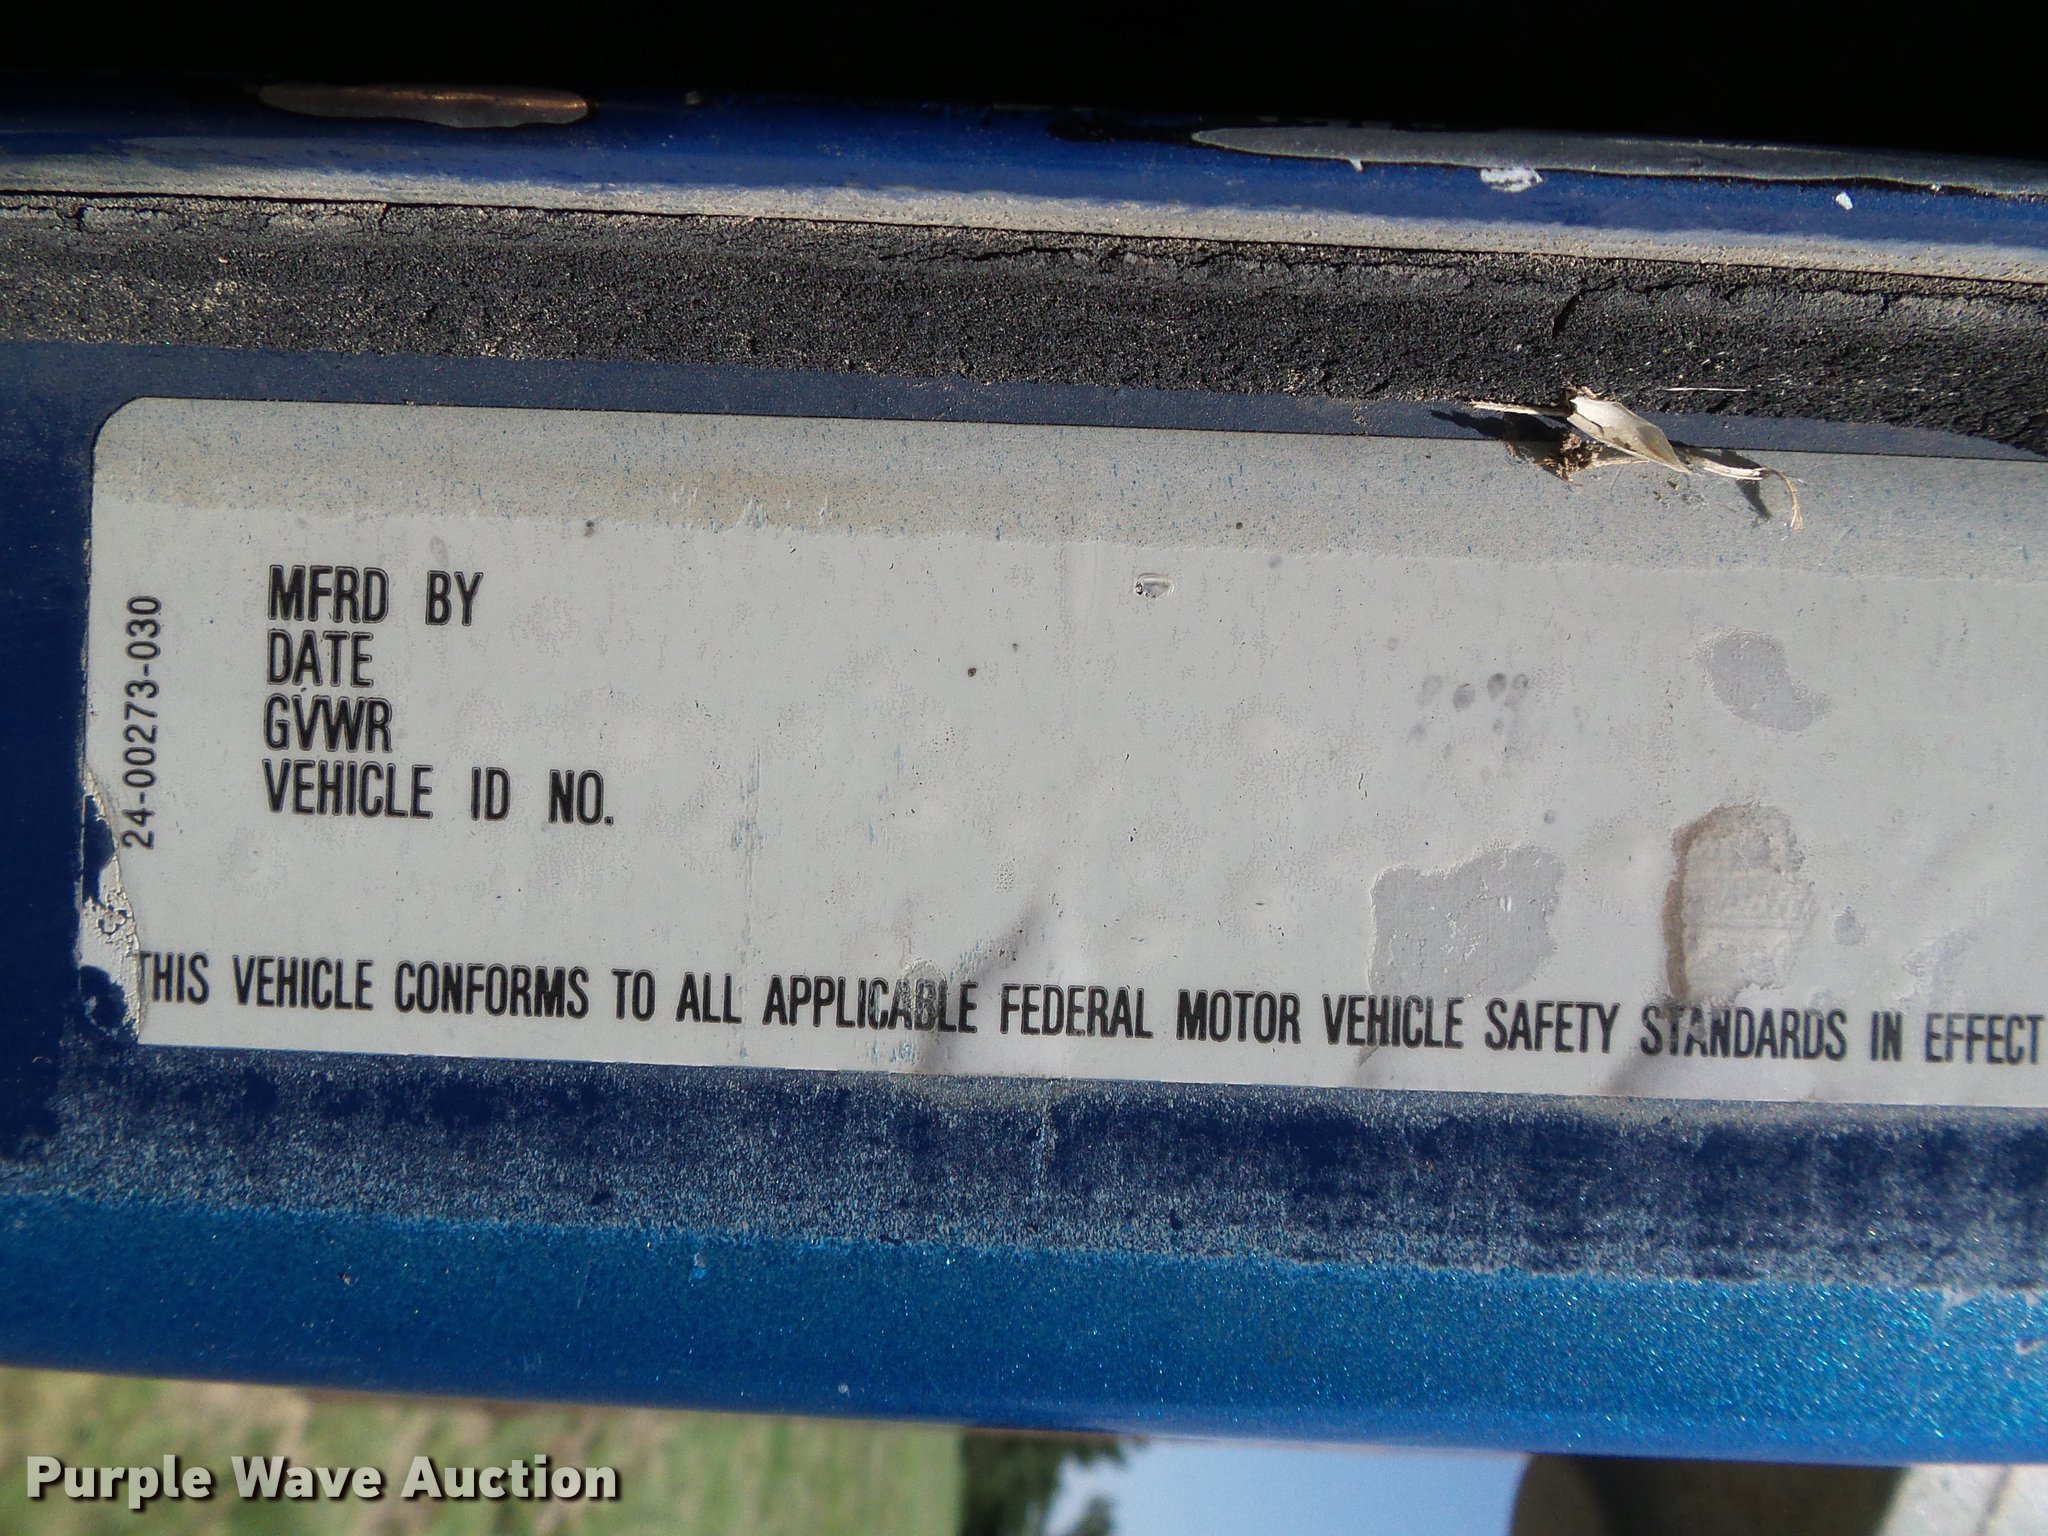 MFRD BY
DATE
GVWR
VEHICLE ID NO.
24-00273-030
THIS VEHICLE CONFORMS TO ALL APPLICABLE FEDERAL MOTOR VEHICLE SAFETY STANDARDS IN EFFECT
Purple Wave Auction